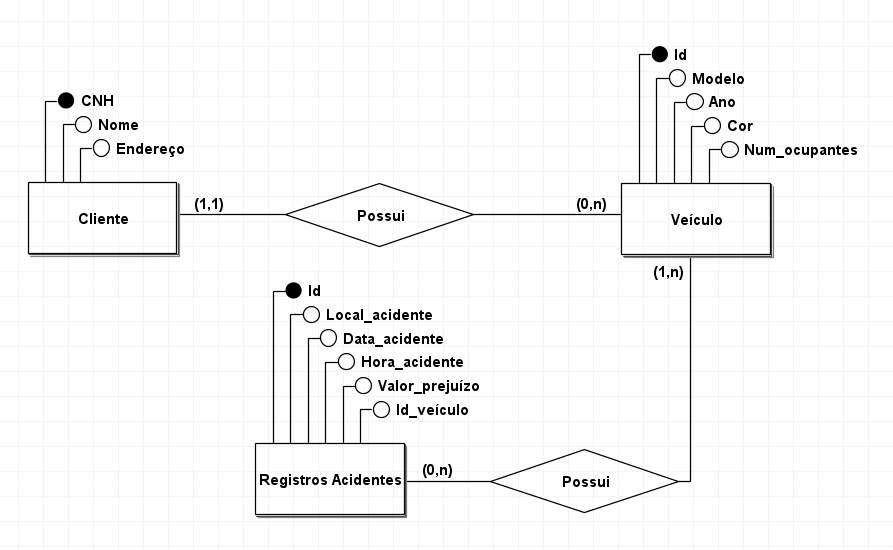 CNH
Nome
Endereço
Cliente
(1,1)
Possui
(0,n)
Id
Modelo
Ano
Cor
Num_ocupantes
Veículo
(1,n)
Id
Local_acidente
Data_acidente
Hora_acidente
Valor_prejuízo
Id_veículo
Registros Acidentes
(0,n)
Possui